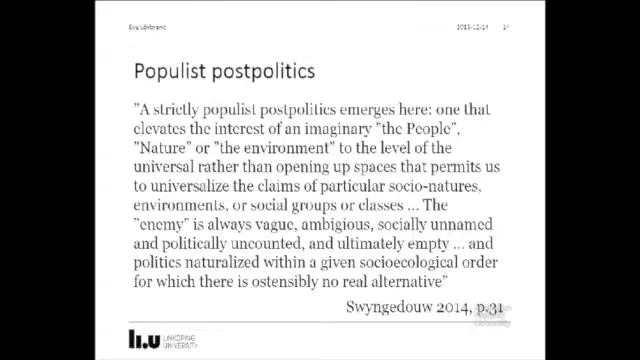 Eva Lövbrand 2015-12-14 14
Populist postpolitics
"A strictly populist postpolitics emerges here: one that
elevates the interest of an imaginary "the People",
"Nature" or "the environment" to the level of the
universal rather than opening up spaces that permits us
to universalize the claims of particular socio-natures,
environments, or social groups or classes ... The
"enemy" is always vague, ambigious, socially unnamed
and politically uncounted, and ultimately empty ... and
politics naturalized within a given socioecological order
for which there is ostensibly no real alternative"
Swyngedouw 2014, p.31
University
li.u LINKÖPING
UNIVERSITY